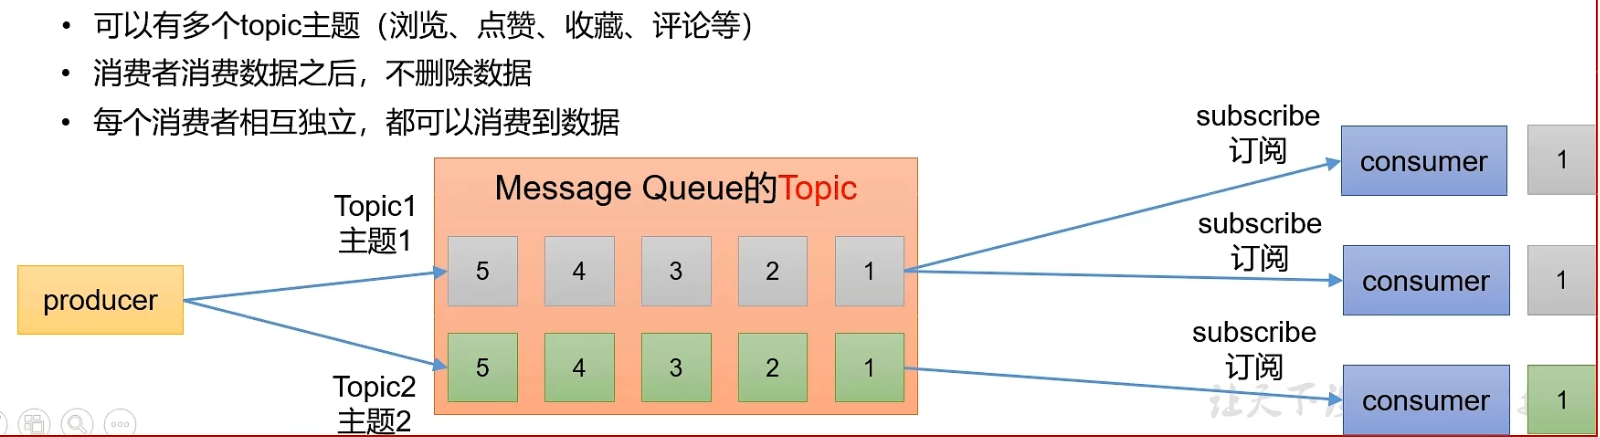 • 可以有多个topic主题（浏览、点赞、收藏、评论等）
• 消费者消费数据之后，不删除数据
• 每个消费者相互独立，都可以消费到数据
Message Queue的Topic
Topic1
主题1
5 4 3 2 1
producer
5 4 3 2 1
Topic2
主题2
subscribe
订阅
consumer 1
subscribe
订阅
consumer 1
subscribe
订阅
consumer 1
让天下没